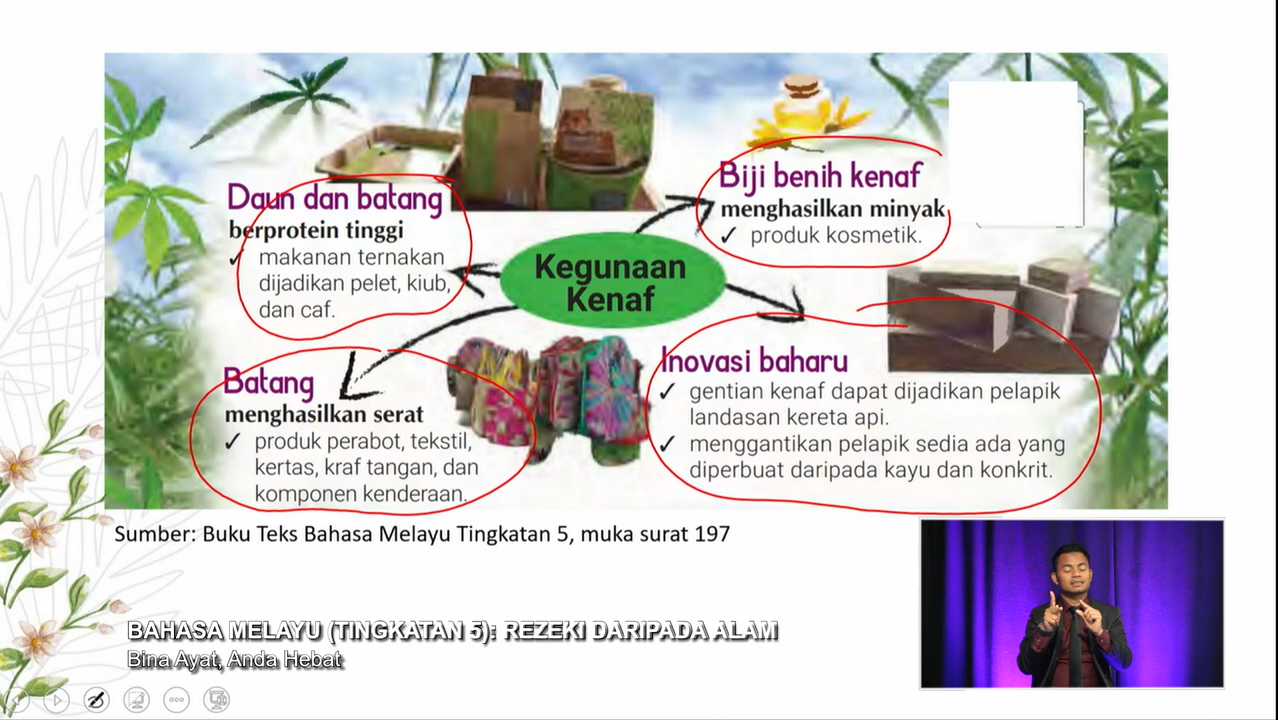 Daun dan batang
berprotein tinggi
✓ makanan ternakan
dijadikan pelet, kiub,
dan caf.
Biji benih kenaf
menghasilkan minyak
✓ produk kosmetik.
Kegunaan
Kenaf
Batang
menghasilkan serat
✓ produk perabot, tekstil,
kertas, kraf tangan, dan
komponen kenderaan.
Inovasi baharu
✓ gentian kenaf dapat dijadikan pelapik
landasan kereta api.
✓ menggantikan pelapik sedia ada yang
diperbuat daripada kayu dan konkrit.
Sumber: Buku Teks Bahasa Melayu Tingkatan 5, muka surat 197
BAHASA MELAYU (TINGKATAN 5): REZEKI DARIPADA ALAM
Bina Ayat, Anda Hebat